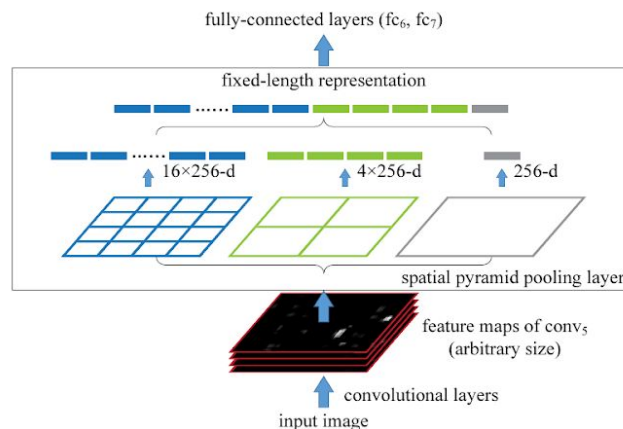 fully-connected layers (fc6, fc7)
fixed-length representation
16×256-d
4×256-d
256-d
spatial pyramid pooling layer
feature maps of conv5
(arbitrary size)
convolutional layers
input image